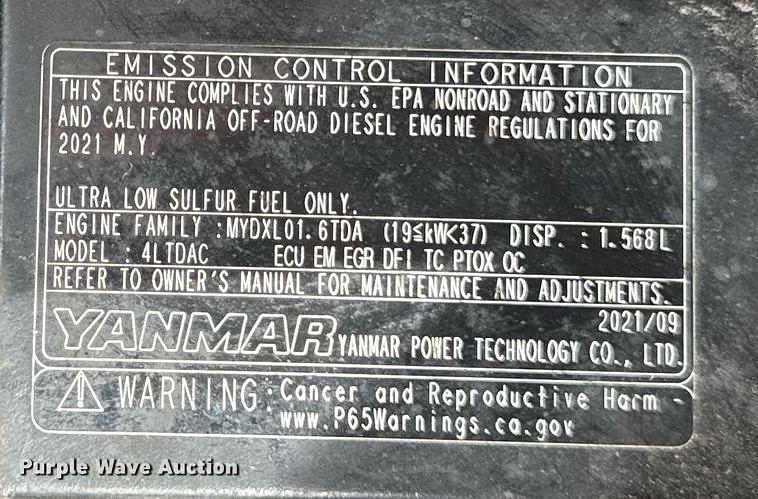 EMISSION CONTROL INFORMATION
THIS ENGINE COMPLIES WITH U.S. EPA NONROAD AND STATIONARY
AND CALIFORNIA OFF-ROAD DIESEL ENGINE REGULATIONS FOR
2021 M.Y.
ULTRA LOW SULFUR FUEL ONLY.
ENGINE FAMILY : MYDXL01.6TDA (19≤kW<37) DISP. : 1.568L
MODEL : 4LTDAC ECU EM EGR DFI TC PTOX OC
REFER TO OWNER'S MANUAL FOR MAINTENANCE AND ADJUSTMENTS.
2021/09
YANMAR YANMAR POWER TECHNOLOGY CO., LTD.
WARNING: Cancer and Reproductive Harm -
www.P65Warnings.ca.gov
Purple Wave Auction